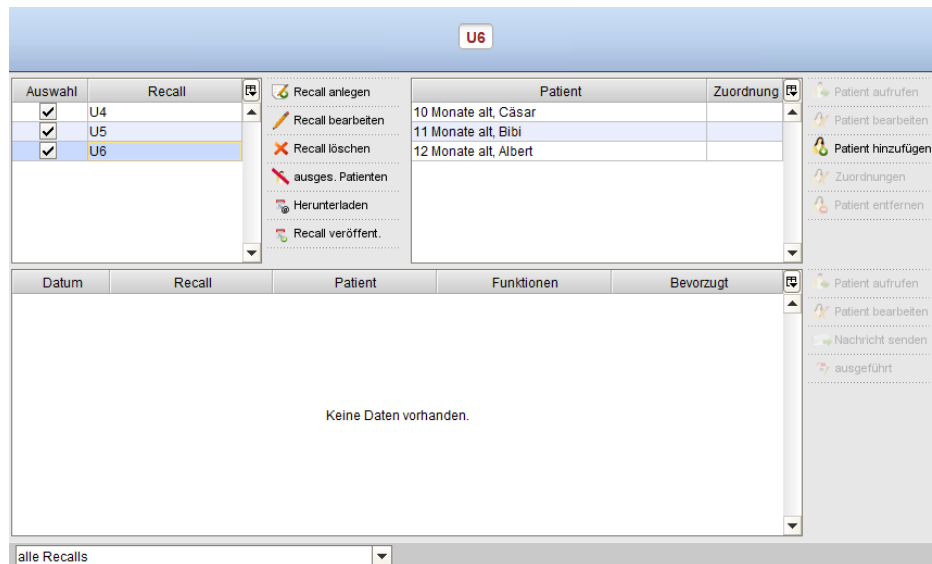 U6
Auswahl Recall
U4
U5
U6
Recall anlegen
Recall bearbeiten
Recall löschen
ausges. Patienten
Herunterladen
Recall veröffent.
Patient Zuordnung
10 Monate alt, Cäsar
11 Monate alt, Bibi
12 Monate alt, Albert
Patient aufrufen
Patient bearbeiten
Patient hinzufügen
Zuordnungen
Patient entfernen
Datum Recall Patient Funktionen Bevorzugt
Keine Daten vorhanden.
Patient aufrufen
Patient bearbeiten
Nachricht senden
ausgeführt
alle Recalls